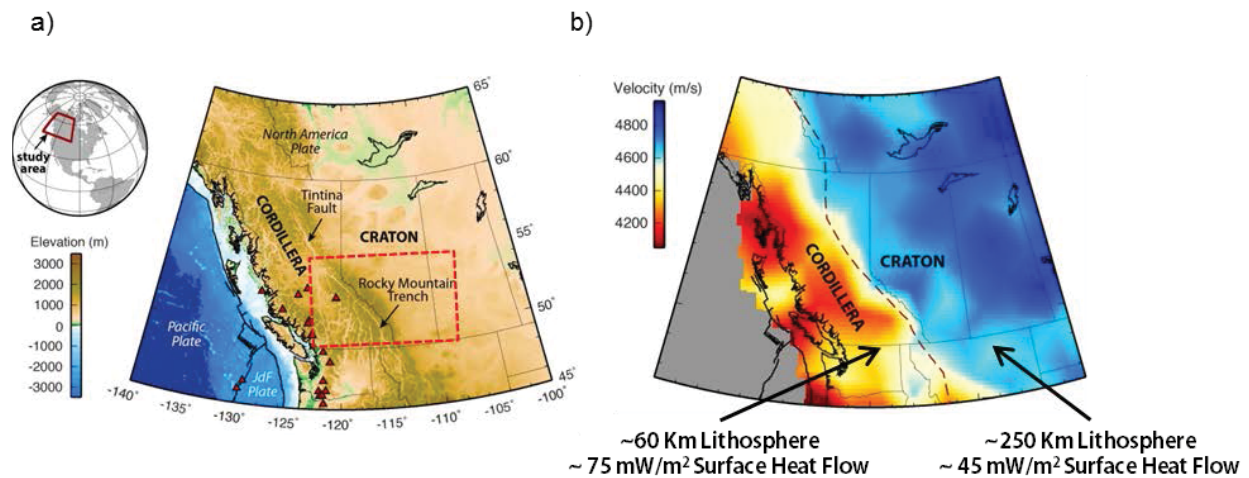 a)
b)
study
area
Elevation (m)
3000
2000
1000
0
-1000
-2000
-3000
North America
Plate
Tintina
Fault
CORDILLERA
CRATON
Rocky Mountain
Trench
Pacific
Plate
JdF
Plate
65°
60°
55°
50°
45°
-140°
-135°
-130°
-125°
-120°
-115°
-110°
-105°
-100°
Velocity (m/s)
4800
4600
4400
4200
CRATON
CORDILLERA
~60 Km Lithosphere
~ 75 mW/m² Surface Heat Flow
~250 Km Lithosphere
~ 45 mW/m² Surface Heat Flow